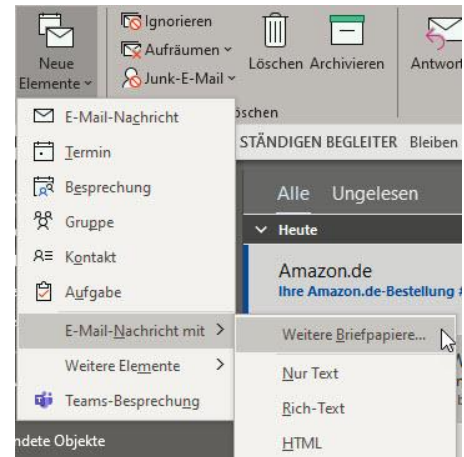 Neue
Elemente
Ignorieren
Aufräumen
Junk-E-Mail
Löschen
Archivieren
Antwort
schen
E-Mail-Nachricht
Termin
Besprechung
Gruppe
Kontakt
Aufgabe
E-Mail-Nachricht mit
Weitere Elemente
Teams-Besprechung
ndete Objekte
STÄNDIGEN BEGLEITER Bleiben
Alle Ungelesen
Heute
Amazon.de
Ihre Amazon.de-Bestellung #
Weitere Briefpapiere...
Nur Text
Rich-Text
HTML